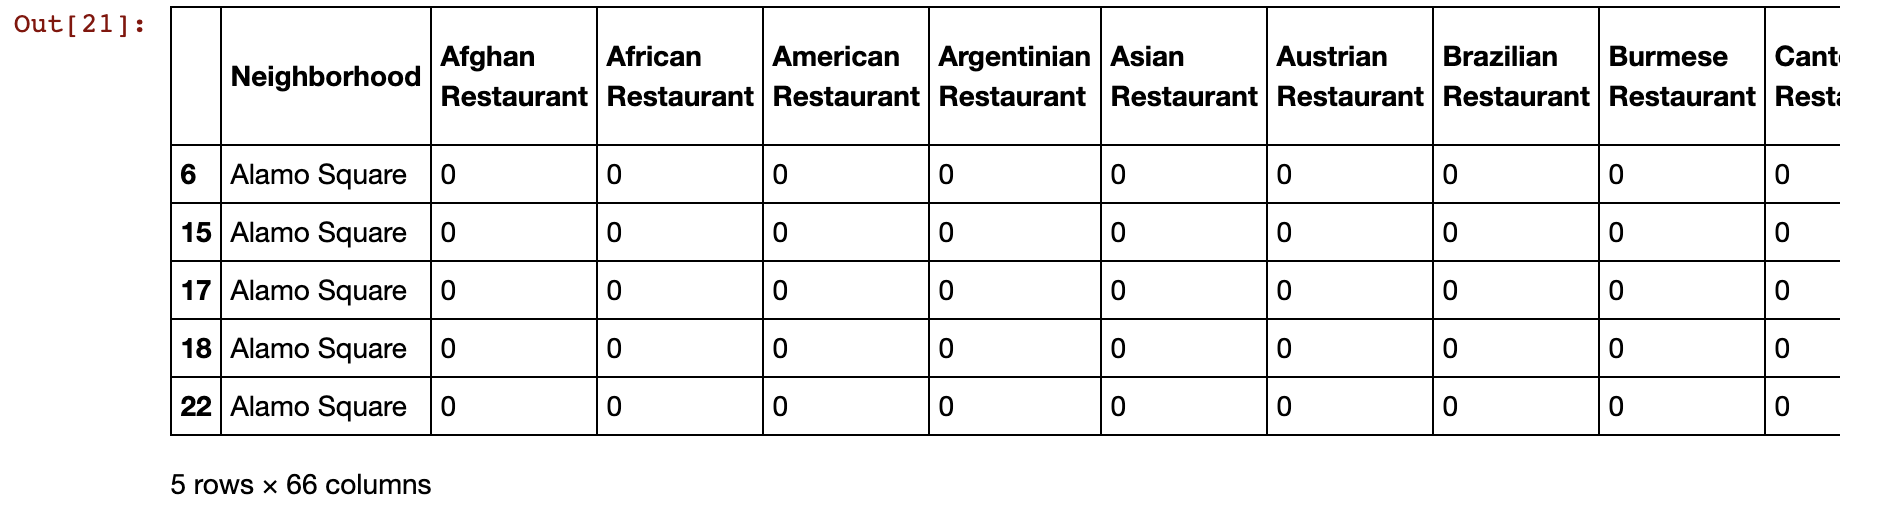 Out[21]:
Neighborhood Afghan Restaurant African Restaurant American Restaurant Argentinian Restaurant Asian Restaurant Austrian Restaurant Brazilian Restaurant Burmese Restaurant
6 Alamo Square 0 0 0 0 0 0 0 0 0
15 Alamo Square 0 0 0 0 0 0 0 0 0
17 Alamo Square 0 0 0 0 0 0 0 0 0
18 Alamo Square 0 0 0 0 0 0 0 0 0
22 Alamo Square 0 0 0 0 0 0 0 0 0
5 rows × 66 columns